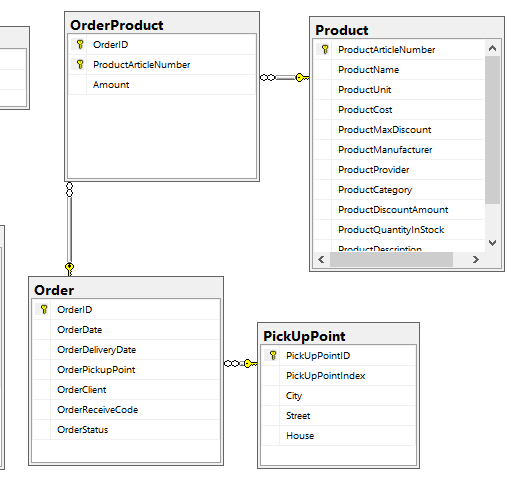 OrderProduct
OrderID
ProductArticleNumber
Amount
Product
ProductArticleNumber
ProductName
ProductUnit
ProductCost
ProductMaxDiscount
ProductManufacturer
ProductProvider
ProductCategory
ProductDiscountAmount
ProductQuantityInStock
ProductDescription
Order
OrderID
OrderDate
OrderDeliveryDate
OrderPickupPoint
OrderClient
OrderReceiveCode
OrderStatus
PickUpPoint
PickUpPointID
PickUpPointIndex
City
Street
House